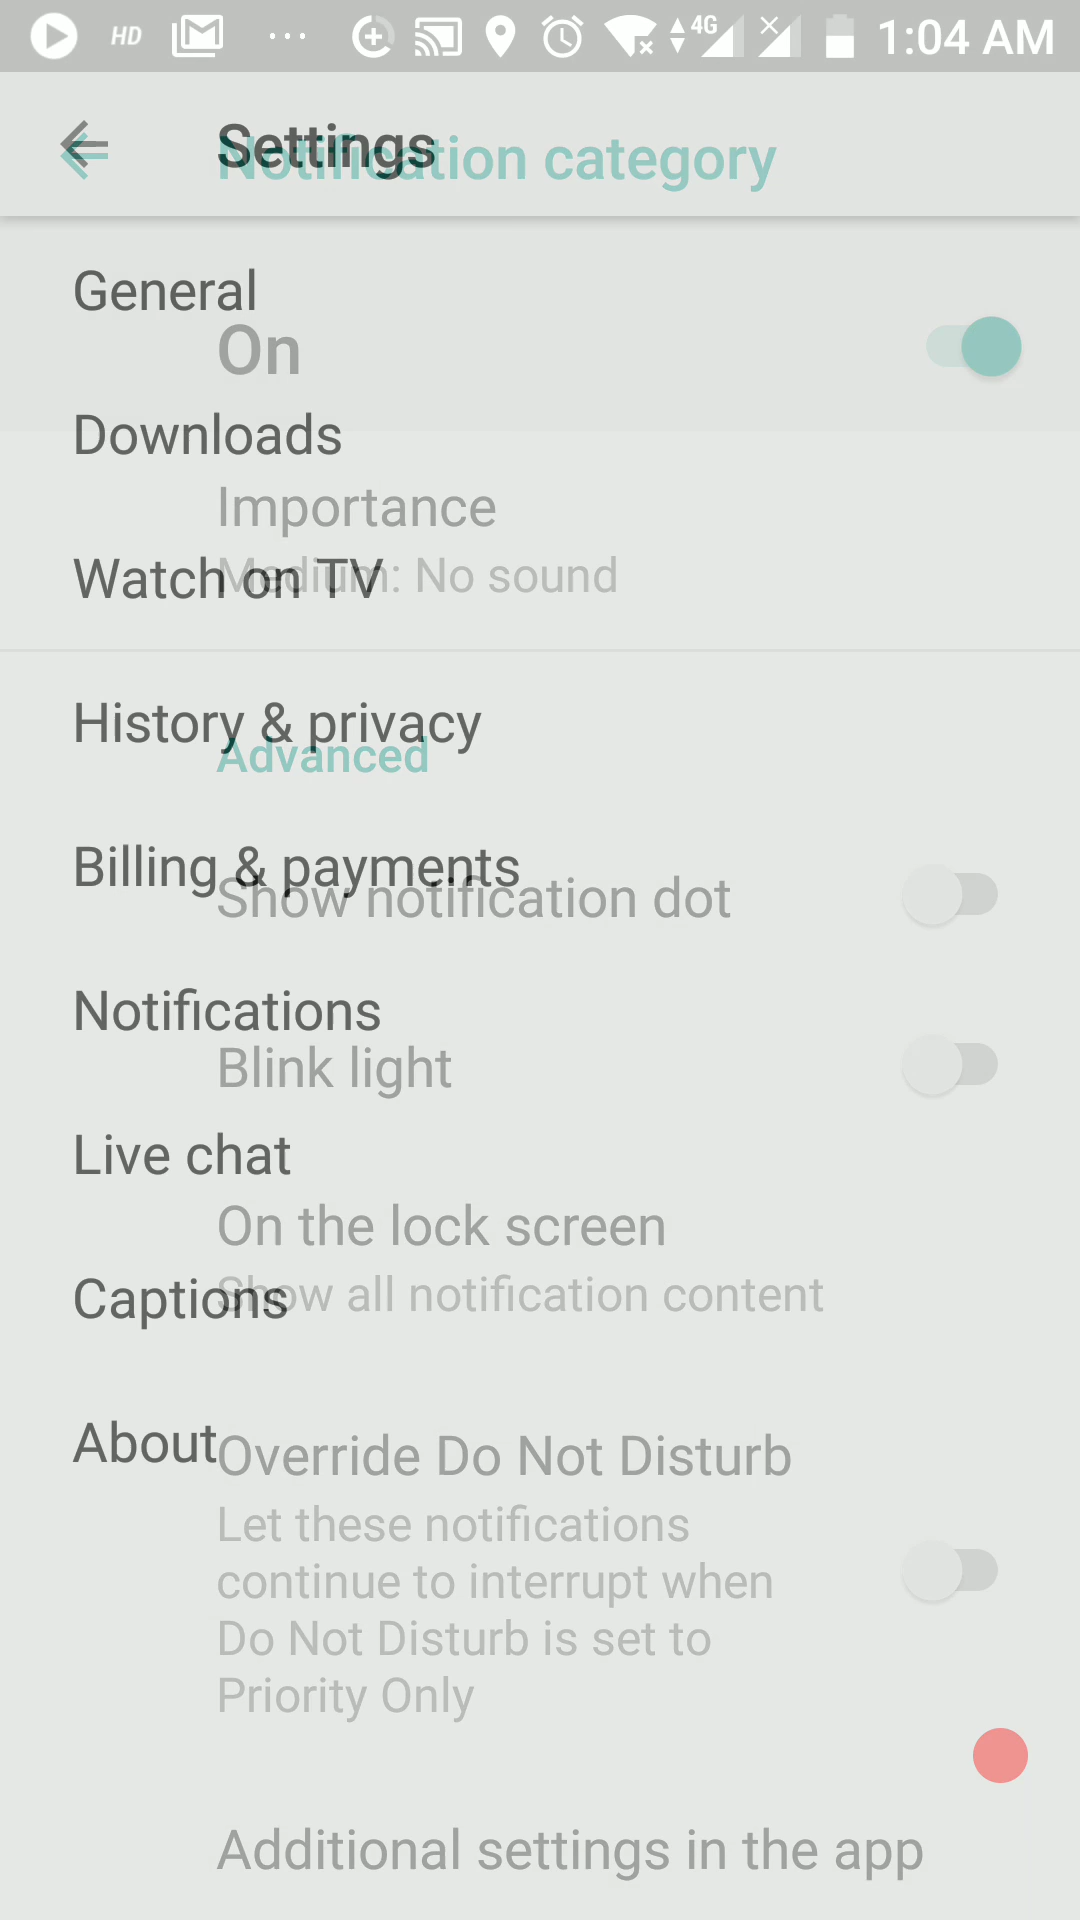 HD
4G
1:04 AM
Settings
Notification category
General
On
Downloads
Importance
Watch on TV
Medium: No sound
History & privacy
Advanced
Billing & payments
Show notification dot
Notifications
Blink light
Live chat
On the lock screen
Captions
Show all notification content
About
Override Do Not Disturb
Let these notifications
continue to interrupt when
Do Not Disturb is set to
Priority Only
Additional settings in the app